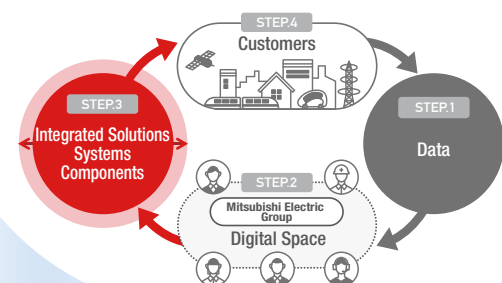 STEP.4
Customers
STEP.3
Integrated Solutions
Systems
Components
STEP.1
Data
STEP.2
Mitsubishi Electric
Group
Digital Space